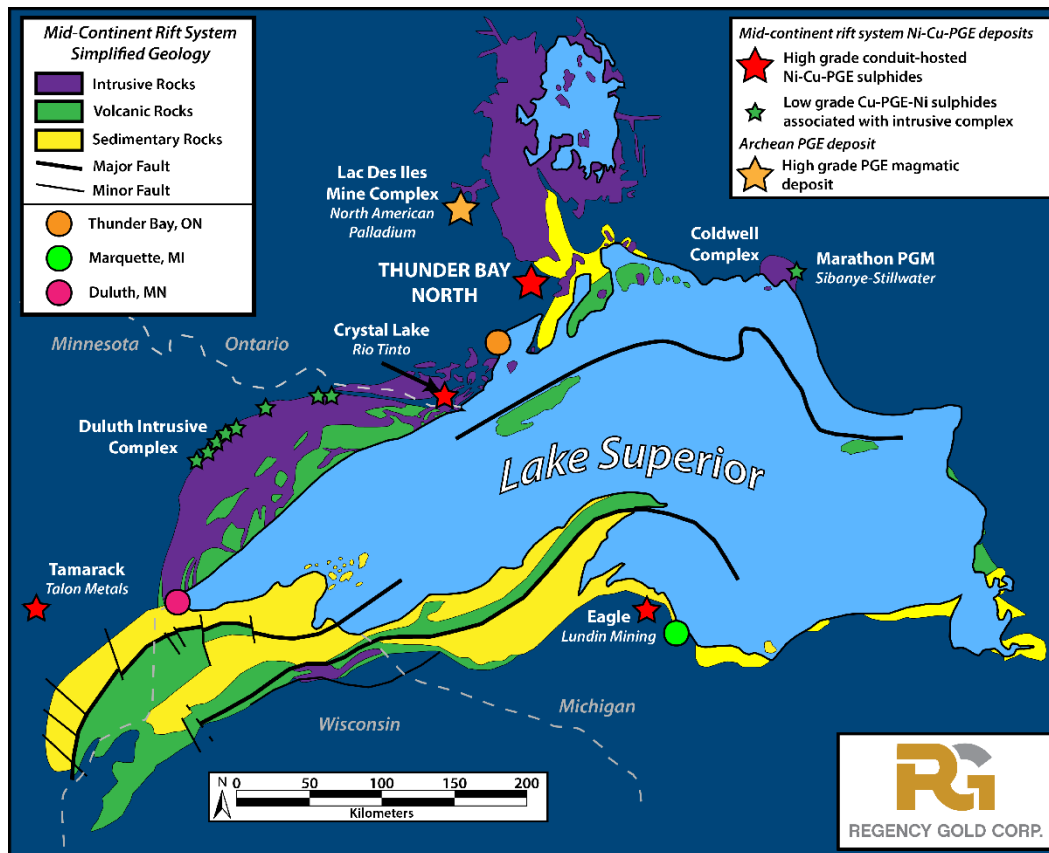 Mid-Continent Rift System
Simplified Geology
Intrusive Rocks
Volcanic Rocks
Sedimentary Rocks
Major Fault
Minor Fault
Thunder Bay, ON
Marquette, MI
Duluth, MN
Mid-continent rift system Ni-Cu-PGE deposits
High grade conduit-hosted
Ni-Cu-PGE sulphides
Low grade Cu-PGE-Ni sulphides
associated with intrusive complex
Archean PGE deposit
High grade PGE magmatic
deposit
Lac Des Iles
Mine Complex
North American
Palladium
THUNDER BAY
NORTH
Coldwell
Complex
Marathon PGM
Sibanye-Stillwater
Crystal Lake
Rio Tinto
Minnesota
Ontario
Duluth Intrusive
Complex
Lake Superior
Tamarack
Talon Metals
Eagle
Lundin Mining
Wisconsin
Michigan
N
0 50 100 150 200
Kilometers
RG
REGENCY GOLD CORP.